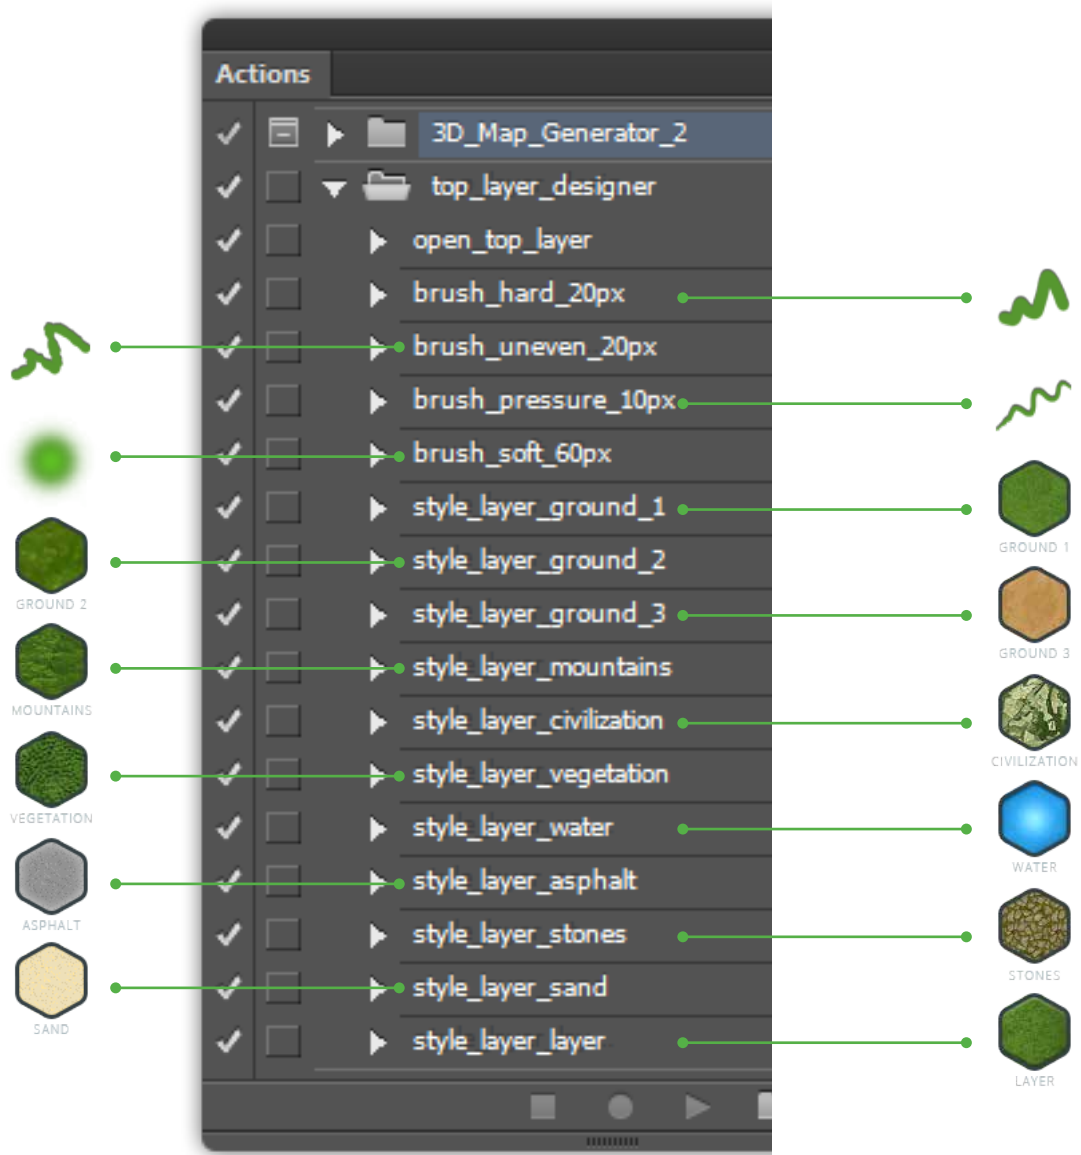 Actions
3D_Map_Generator_2
top_layer_designer
open_top_layer
brush_hard_20px
brush_uneven_20px
brush_pressure_10px
brush_soft_60px
style_layer_ground_1
style_layer_ground_2
style_layer_ground_3
style_layer_mountains
style_layer_civilization
style_layer_vegetation
style_layer_water
style_layer_asphalt
style_layer_stones
style_layer_sand
style_layer_layer
GROUND 2
MOUNTAINS
VEGETATION
ASPHALT
SAND
GROUND 1
GROUND 3
CIVILIZATION
WATER
STONES
LAYER